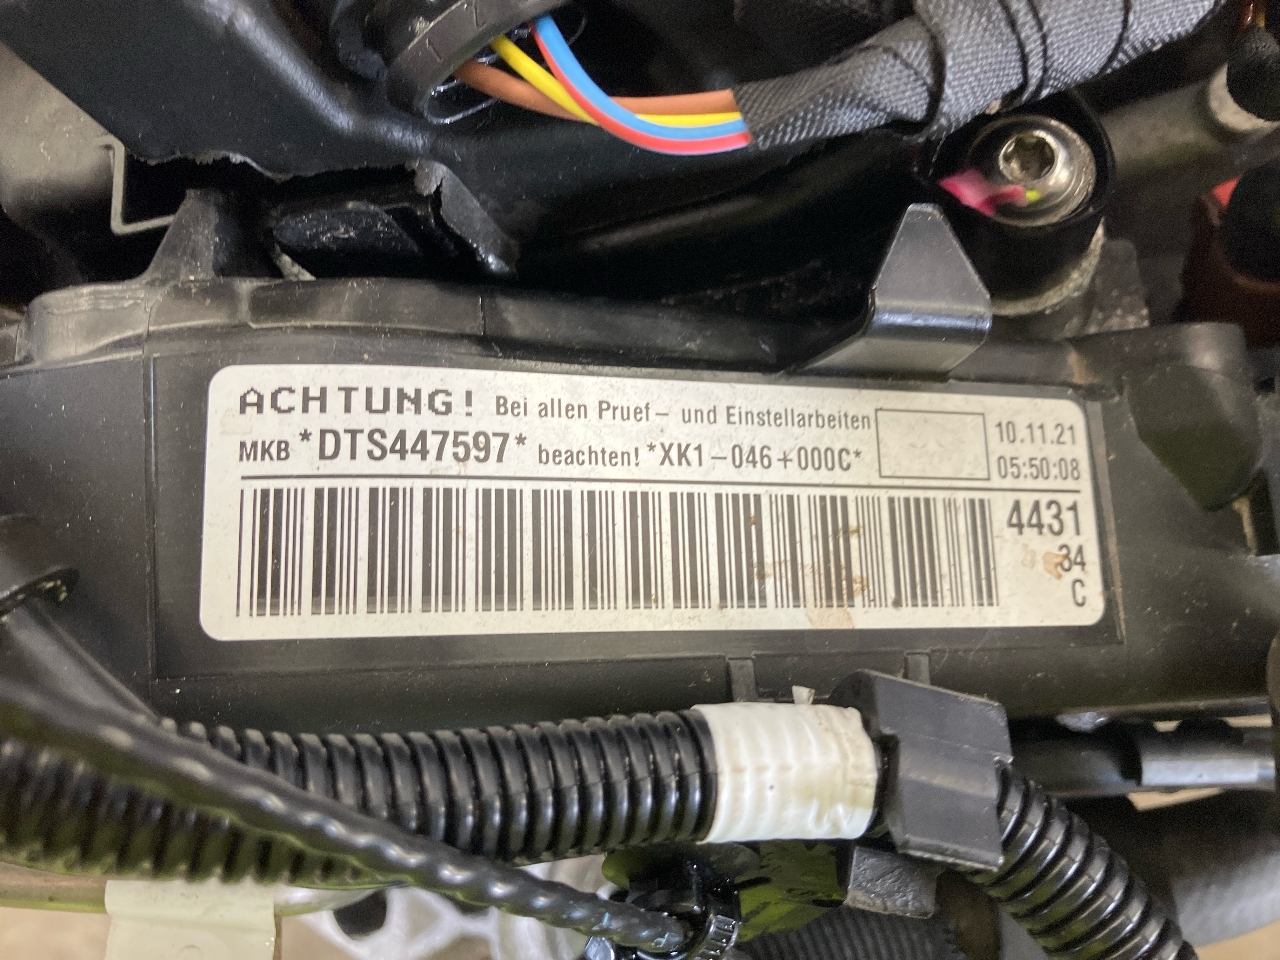 ACHTUNG! Bei allen Pruef- und Einstellarbeiten
MKB *DTS447597* beachten! *XK1-046+000C*
10.11.21
05:50:08
4431
34
C